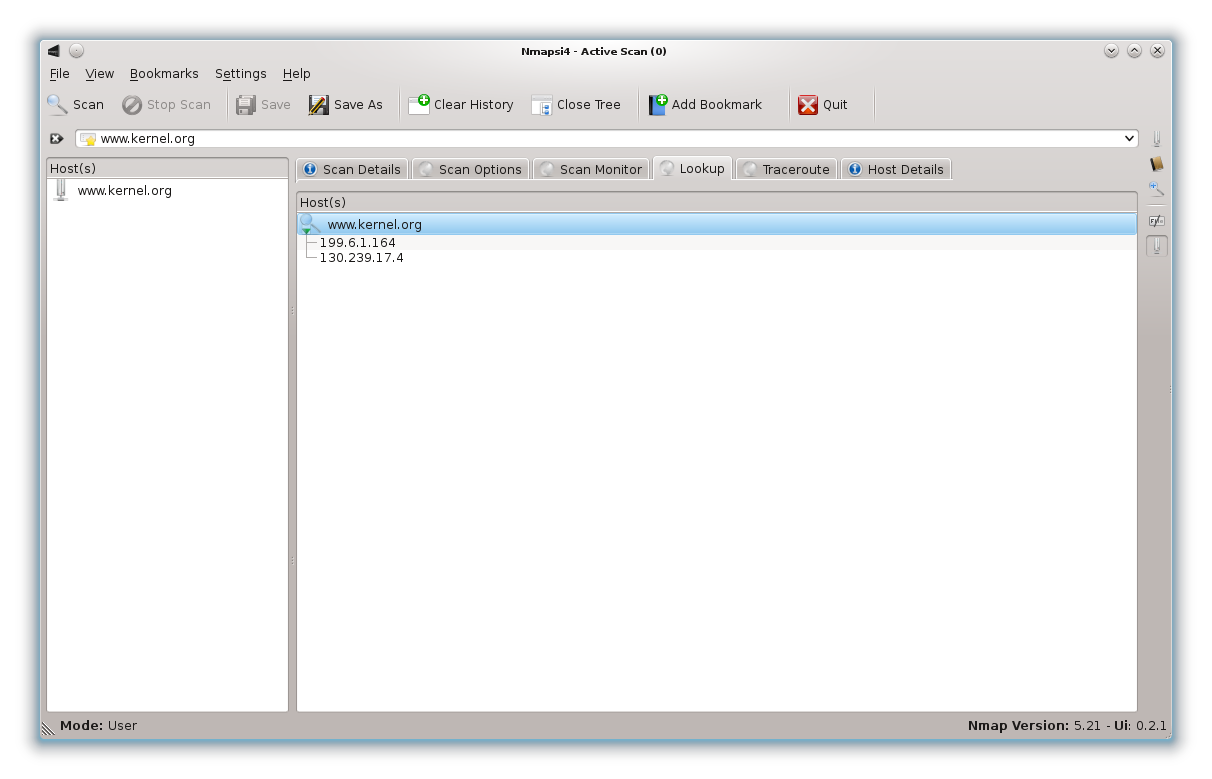 Nmapsi4 - Active Scan (0)
File View Bookmarks Settings Help
Scan Stop Scan Save Save As Clear History Close Tree Add Bookmark Quit
www.kernel.org
Host(s)
www.kernel.org
Scan Details Scan Options Scan Monitor Lookup Traceroute Host Details
Host(s)
www.kernel.org
199.6.1.164
130.239.17.4
Mode: User
Nmap Version: 5.21 - Ui: 0.2.1